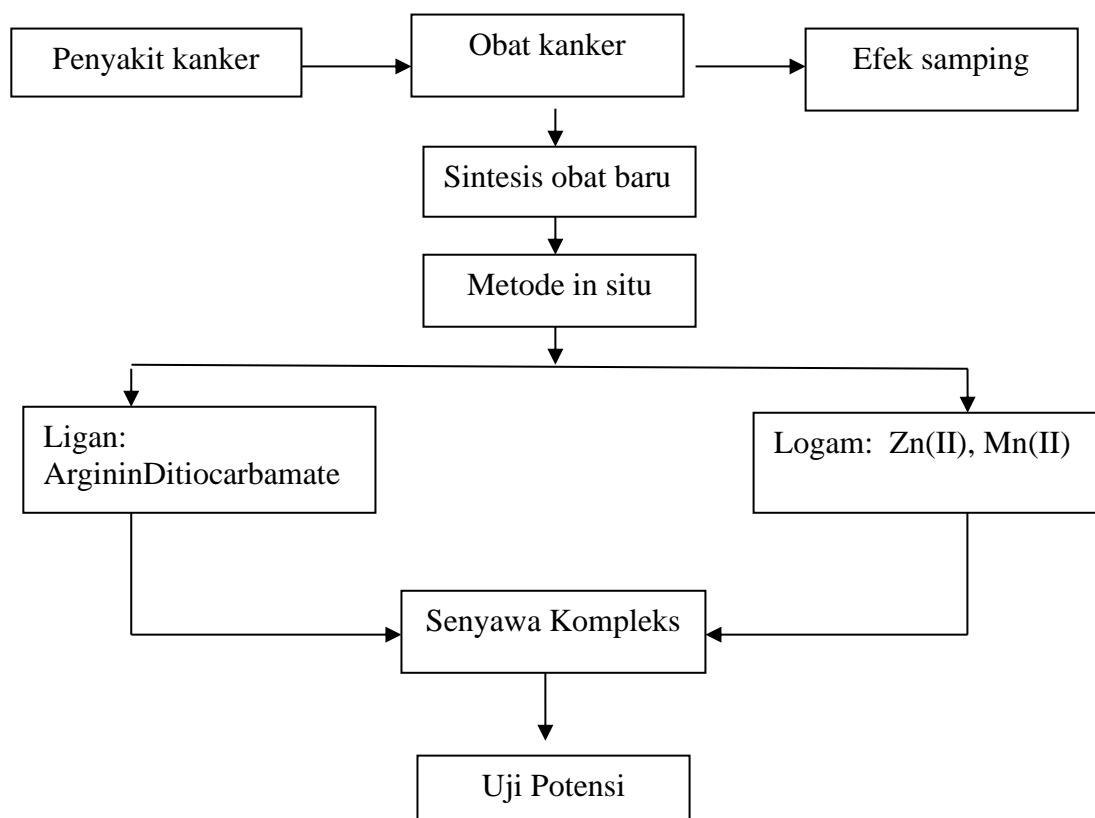 Penyakit kanker
Obat kanker
Efek samping
Sintesis obat baru
Metode in situ
Ligan:
ArgininDitiocarbamate
Logam: Zn(II), Mn(II)
Senyawa Kompleks
Uji Potensi